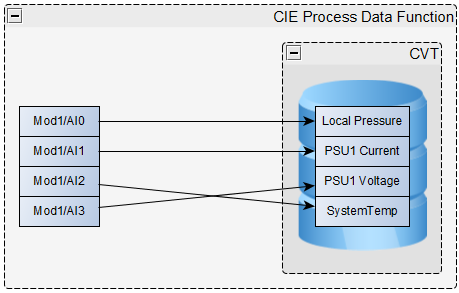 CIE Process Data Function
CVT
Mod1/AI0
Local Pressure
Mod1/AI1
PSU1 Current
Mod1/AI2
PSU1 Voltage
Mod1/AI3
SystemTemp